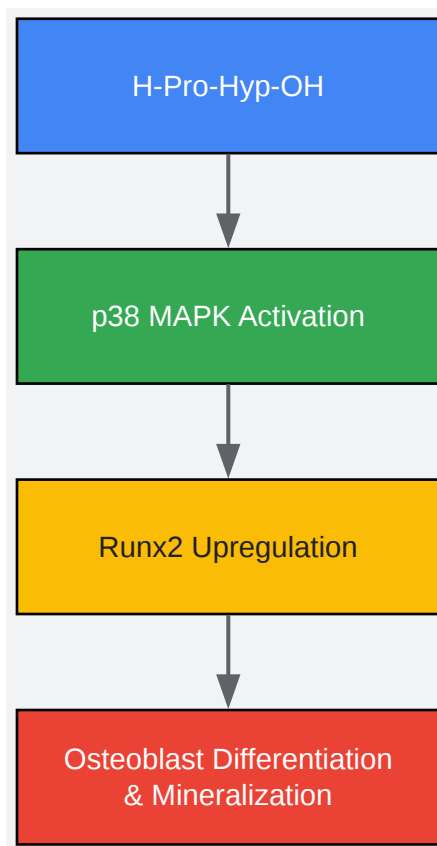 H-Pro-Hyp-OH
p38 MAPK Activation
Runx2 Upregulation
Osteoblast Differentiation
& Mineralization